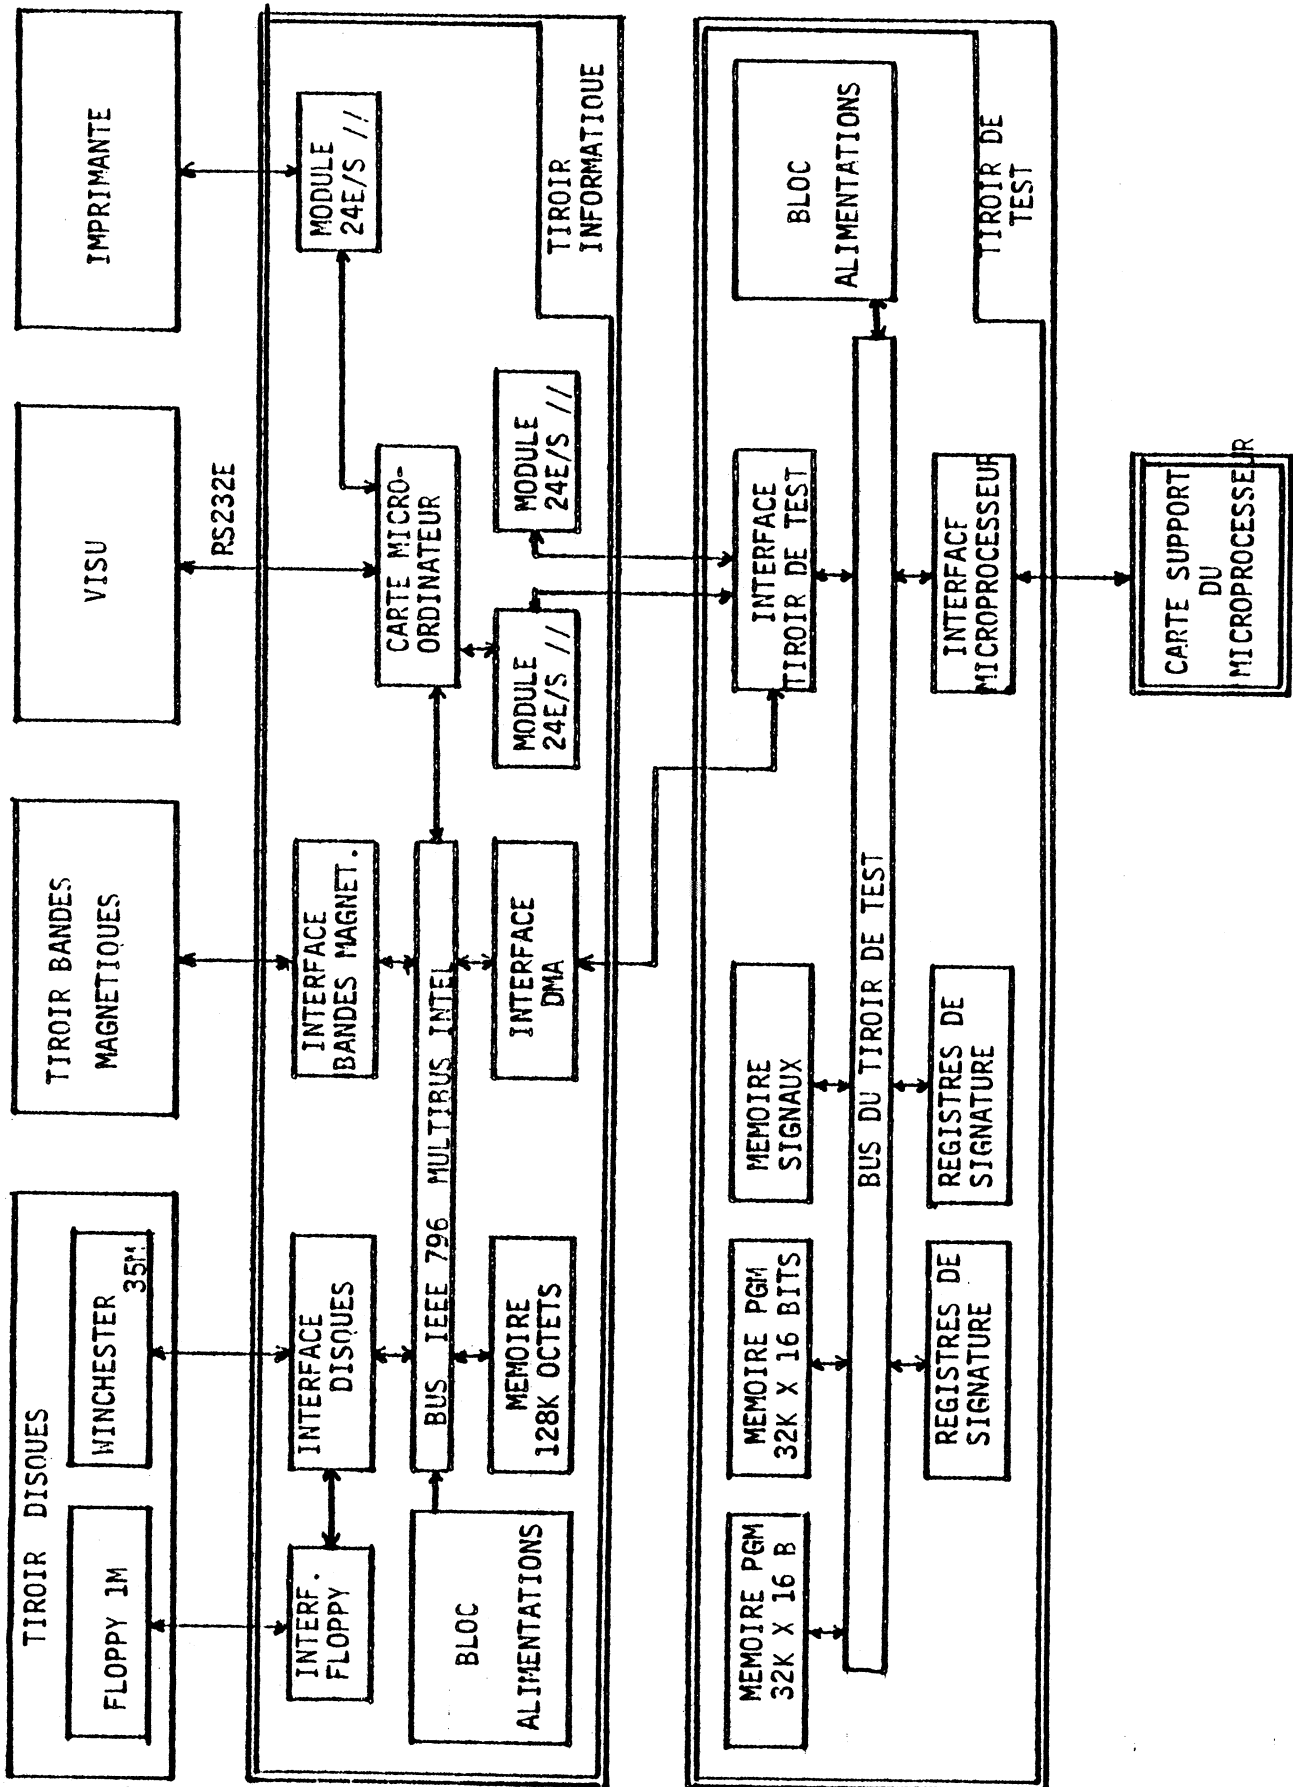 TIROIR DISQUES
FLOPPY 1M
WINCHESTER
35M
TIROIR BANDES
MAGNETIQUES
VISU
IMPRIMANTE
RS232E
INTERF.
FLOPPY
INTERFACE
DISQUES
INTERFACE
BANDES MAGNET.
CARTE MICRO-
ORDINATEUR
MODULE
24E/S //
BLOC
ALIMENTATIONS
BUS IEEE 796 MULTIBUS INTEL
MEMOIRE
128K OCTETS
INTERFACE
DMA
MODULE
24E/S //
MODULE
24E/S //
TIROIR
INFORMATIQUE
MEMOIRE PGM
32K X 16 B
MEMOIRE PGM
32K X 16 BITS
MEMOIRE
SIGNAUX
INTERFACE
TIROIR DE TEST
BLOC
ALIMENTATIONS
BUS DU TIROIR DE TEST
REGISTRES DE
SIGNATURE
REGISTRES DE
SIGNATURE
INTERFACE
MICROPROCESSEUR
TIROIR DE
TEST
CARTE SUPPORT
DU
MICROPROCESSEUR